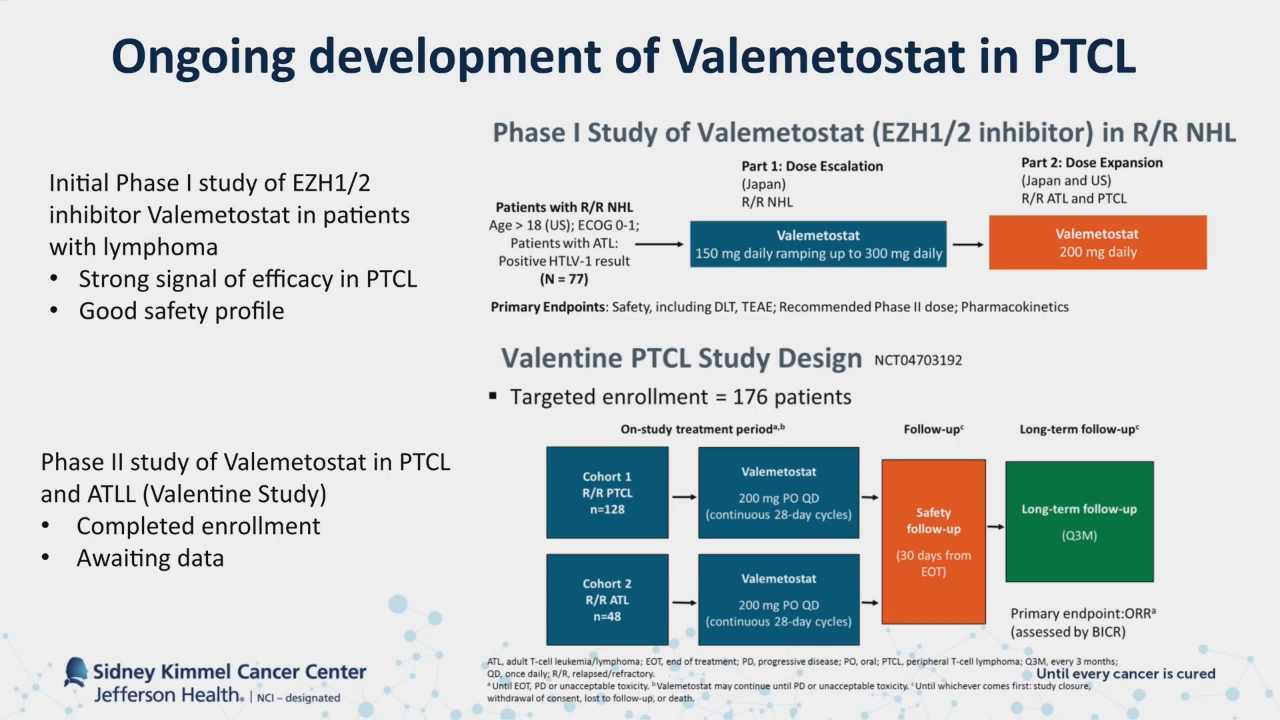 Ongoing development of Valemetostat in PTCL
Initial Phase I study of EZH1/2
inhibitor Valemetostat in patients
with lymphoma
• Strong signal of efficacy in PTCL
• Good safety profile
Phase I Study of Valemetostat (EZH1/2 inhibitor) in R/R NHL
Patients with R/R NHL
Age > 18 (US); ECOG 0-1;
Patients with ATL:
Positive HTLV-1 result
(N = 77)
Part 1: Dose Escalation
(Japan)
R/R NHL
Valemetostat
150 mg daily ramping up to 300 mg daily
Part 2: Dose Expansion
(Japan and US)
R/R ATL and PTCL
Valemetostat
200 mg daily
Primary Endpoints: Safety, including DLT, TEAE; Recommended Phase II dose; Pharmacokinetics
Phase II study of Valemetostat in PTCL
and ATLL (Valentine Study)
• Completed enrollment
• Awaiting data
Valentine PTCL Study Design NCT04703192
▪ Targeted enrollment = 176 patients
On-study treatment periodᵃ,ᵇ
Follow-upᶜ
Long-term follow-upᶜ
Cohort 1
R/R PTCL
n=128
Valemetostat
200 mg PO QD
(continuous 28-day cycles)
Cohort 2
R/R ATL
n=48
Valemetostat
200 mg PO QD
(continuous 28-day cycles)
Safety
follow-up
(30 days from
EOT)
Long-term follow-up
(Q3M)
Primary endpoint:ORRᵃ
(assessed by BICR)
ATL, adult T-cell leukemia/lymphoma; EOT, end of treatment; PD, progressive disease; PO, oral; PTCL, peripheral T-cell lymphoma; Q3M, every 3 months;
QD, once daily; R/R, relapsed/refractory.
ᵃ Until EOT, PD or unacceptable toxicity. ᵇ Valemetostat may continue until PD or unacceptable toxicity. ᶜ Until whichever comes first: study closure,
withdrawal of consent, lost to follow-up, or death.
Sidney Kimmel Cancer Center
Jefferson Health. | NCI – designated
Until every cancer is cured